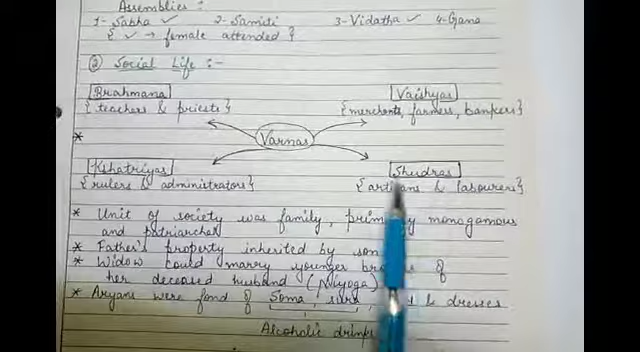 Assemblies :
1- Sabha ✓ 2- Samiti 3- Vidatha ✓ 4- Gana
{ ✓ → female attended }
② Social Life :-
Brahmana Vaishyas
{teachers & priests} {merchants, farmers, bankers}
* Varnas
Kshatriyas Shudras
{rulers & administrators} {artisans & labourers}
* Unit of society was family, primarily monogamous
and patriarchal
* Father's property inherited by son
* Widow could marry younger of
her deceased husband (Niyoga)
* Aryans were fond of Soma, sura, & dresses
Alcoholic drinks